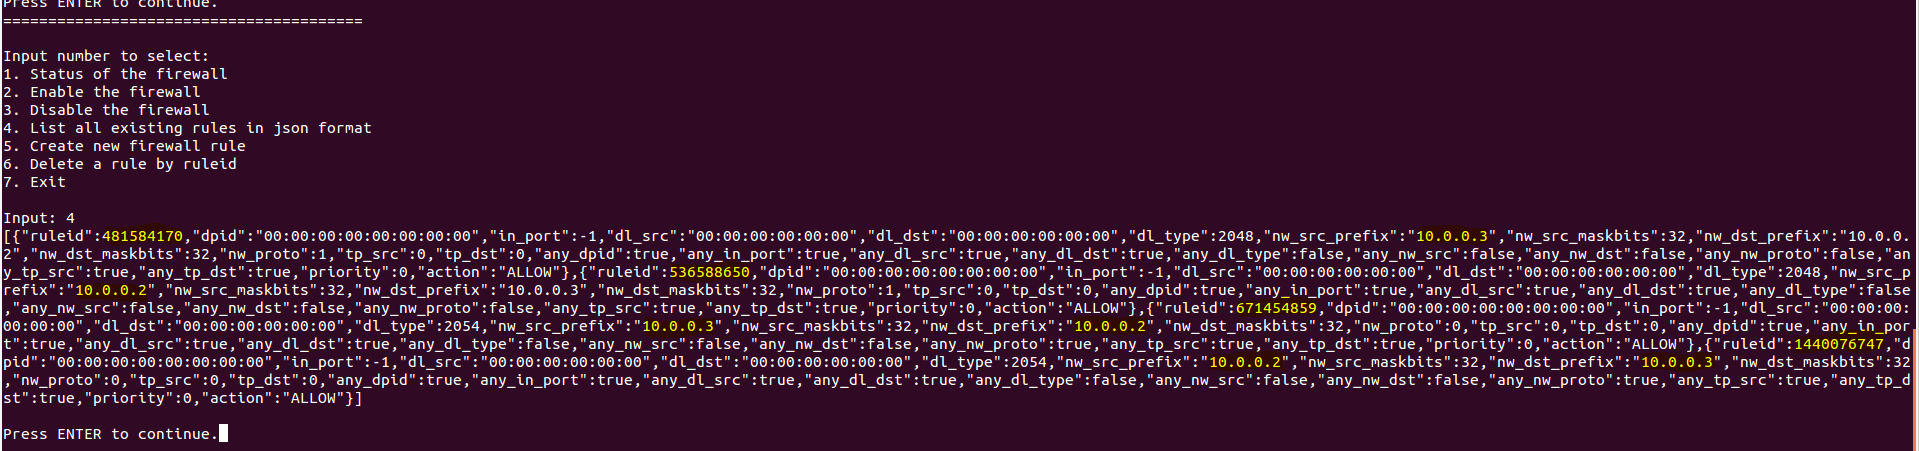 Press ENTER to continue.
========================================
Input number to select:
1. Status of the firewall
2. Enable the firewall
3. Disable the firewall
4. List all existing rules in json format
5. Create new firewall rule
6. Delete a rule by ruleid
7. Exit
Input: 4
[{"ruleid":481584170,"dpid":"00:00:00:00:00:00:00:00","in_port":-1,"dl_src":"00:00:00:00:00:00","dl_dst":"00:00:00:00:00:00","dl_type":2048,"nw_src_prefix":"10.0.0.3","nw_src_maskbits":32,"nw_dst_prefix":"10.0.0.
2","nw_dst_maskbits":32,"nw_proto":1,"tp_src":0,"tp_dst":0,"any_dpid":true,"any_in_port":true,"any_dl_src":true,"any_dl_dst":true,"any_dl_type":false,"any_nw_src":false,"any_nw_dst":false,"any_nw_proto":false,"an
y_tp_src":true,"any_tp_dst":true,"priority":0,"action":"ALLOW"},{"ruleid":536588650,"dpid":"00:00:00:00:00:00:00:00","in_port":-1,"dl_src":"00:00:00:00:00:00","dl_dst":"00:00:00:00:00:00","dl_type":2048,"nw_src_p
refix":"10.0.0.2","nw_src_maskbits":32,"nw_dst_prefix":"10.0.0.3","nw_dst_maskbits":32,"nw_proto":1,"tp_src":0,"tp_dst":0,"any_dpid":true,"any_in_port":true,"any_dl_src":true,"any_dl_dst":true,"any_dl_type":false
,"any_nw_src":false,"any_nw_dst":false,"any_nw_proto":false,"any_tp_src":true,"any_tp_dst":true,"priority":0,"action":"ALLOW"},{"ruleid":671454859,"dpid":"00:00:00:00:00:00:00:00","in_port":-1,"dl_src":"00:00:00:
00:00:00","dl_dst":"00:00:00:00:00:00","dl_type":2054,"nw_src_prefix":"10.0.0.3","nw_src_maskbits":32,"nw_dst_prefix":"10.0.0.2","nw_dst_maskbits":32,"nw_proto":0,"tp_src":0,"tp_dst":0,"any_dpid":true,"any_in_por
t":true,"any_dl_src":true,"any_dl_dst":true,"any_dl_type":false,"any_nw_src":false,"any_nw_dst":false,"any_nw_proto":true,"any_tp_src":true,"any_tp_dst":true,"priority":0,"action":"ALLOW"},{"ruleid":1440076747,"d
pid":"00:00:00:00:00:00:00:00","in_port":-1,"dl_src":"00:00:00:00:00:00","dl_dst":"00:00:00:00:00:00","dl_type":2054,"nw_src_prefix":"10.0.0.2","nw_src_maskbits":32,"nw_dst_prefix":"10.0.0.3","nw_dst_maskbits":32
,"nw_proto":0,"tp_src":0,"tp_dst":0,"any_dpid":true,"any_in_port":true,"any_dl_src":true,"any_dl_dst":true,"any_dl_type":false,"any_nw_src":false,"any_nw_dst":false,"any_nw_proto":true,"any_tp_src":true,"any_tp_d
st":true,"priority":0,"action":"ALLOW"}]
Press ENTER to continue.